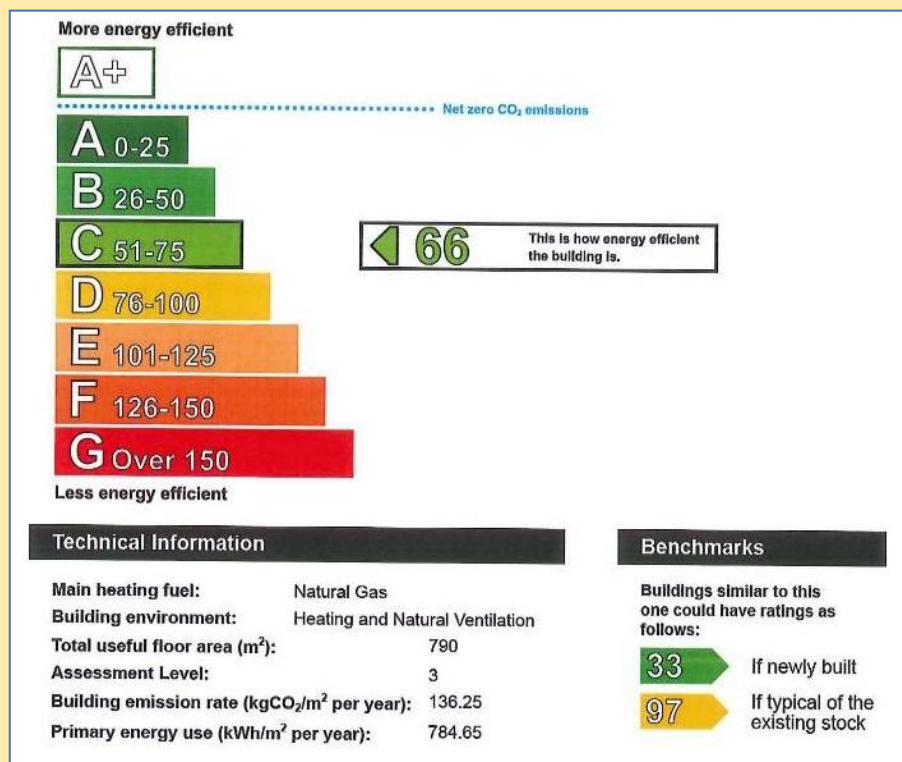 More energy efficient
A+
Net zero CO₂ emissions
A 0-25
B 26-50
C 51-75
66 This is how energy efficient
the building is.
D 76-100
E 101-125
F 126-150
G Over 150
Less energy efficient
Technical Information
Main heating fuel: Natural Gas
Building environment: Heating and Natural Ventilation
Total useful floor area (m²): 790
Assessment Level: 3
Building emission rate (kgCO₂/m² per year): 136.25
Primary energy use (kWh/m² per year): 784.65
Benchmarks
Buildings similar to this
one could have ratings as
follows:
33 If newly built
97 If typical of the
existing stock